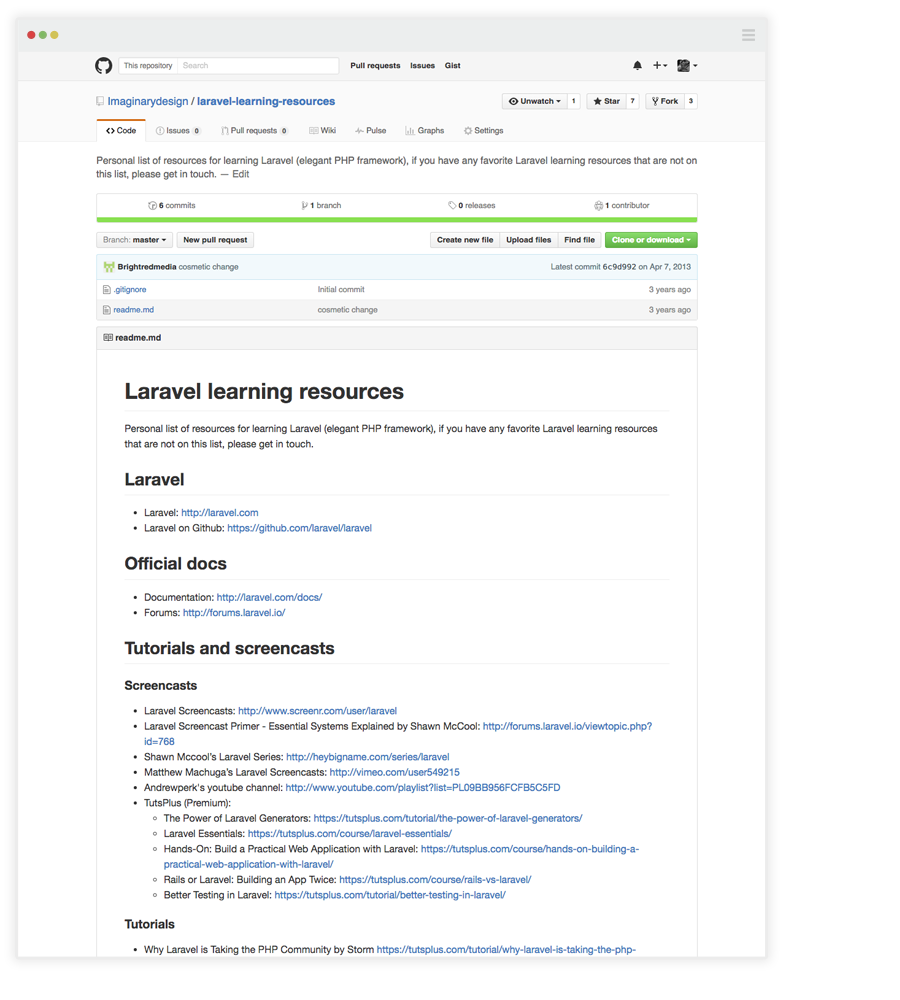 This repository Search Pull requests Issues Gist
Imaginarydesign / laravel-learning-resources Unwatch 1 Star 7 Fork 3
Code Issues 0 Pull requests 0 Wiki Pulse Graphs Settings
Personal list of resources for learning Laravel (elegant PHP framework), if you have any favorite Laravel learning resources that are not on
this list, please get in touch. — Edit
6 commits 1 branch 0 releases 1 contributor
Branch: master New pull request Create new file Upload files Find file Clone or download
Brightredmedia cosmetic change Latest commit 6c9d992 on Apr 7, 2013
.gitignore Initial commit 3 years ago
readme.md cosmetic change 3 years ago
readme.md
Laravel learning resources
Personal list of resources for learning Laravel (elegant PHP framework), if you have any favorite Laravel learning resources
that are not on this list, please get in touch.
Laravel
• Laravel: http://laravel.com
• Laravel on Github: https://github.com/laravel/laravel
Official docs
• Documentation: http://laravel.com/docs/
• Forums: http://forums.laravel.io/
Tutorials and screencasts
Screencasts
• Laravel Screencasts: http://www.screenr.com/user/laravel
• Laravel Screencast Primer - Essential Systems Explained by Shawn McCool: http://forums.laravel.io/viewtopic.php?
id=768
• Shawn Mccool's Laravel Series: http://heybigname.com/series/laravel
• Matthew Machuga's Laravel Screencasts: http://vimeo.com/user549215
• Andrewperk's youtube channel: http://www.youtube.com/playlist?list=PL09BB956FCFB5C5FD
• TutsPlus (Premium):
◦ The Power of Laravel Generators: https://tutsplus.com/tutorial/the-power-of-laravel-generators/
◦ Laravel Essentials: https://tutsplus.com/course/laravel-essentials/
◦ Hands-On: Build a Practical Web Application with Laravel: https://tutsplus.com/course/hands-on-building-a-
practical-web-application-with-laravel/
◦ Rails or Laravel: Building an App Twice: https://tutsplus.com/course/rails-vs-laravel/
◦ Better Testing in Laravel: https://tutsplus.com/tutorial/better-testing-in-laravel/
Tutorials
• Why Laravel is Taking the PHP Community by Storm https://tutsplus.com/tutorial/why-laravel-is-taking-the-php-